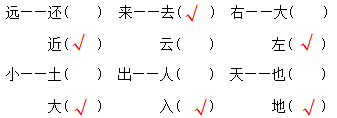 远一一还(　) 来一一去(√) 右一一大(　)
近(√) 云(　) 左(√)
小一一土(　) 出一一人(　) 天一一也(　)
大(√) 入(√) 地(√)